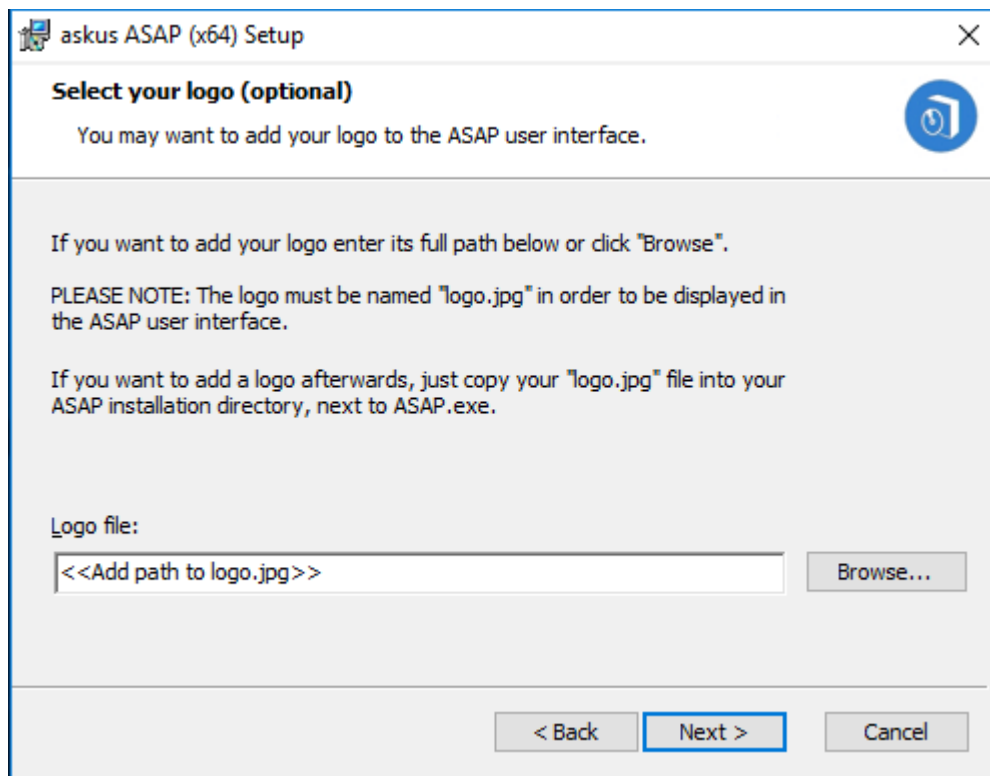 askus ASAP (x64) Setup
Select your logo (optional)
You may want to add your logo to the ASAP user interface.
If you want to add your logo enter its full path below or click "Browse".
PLEASE NOTE: The logo must be named "logo.jpg" in order to be displayed in
the ASAP user interface.
If you want to add a logo afterwards, just copy your "logo.jpg" file into your
ASAP installation directory, next to ASAP.exe.
Logo file:
<<Add path to logo.jpg>>
Browse...
< Back
Next >
Cancel